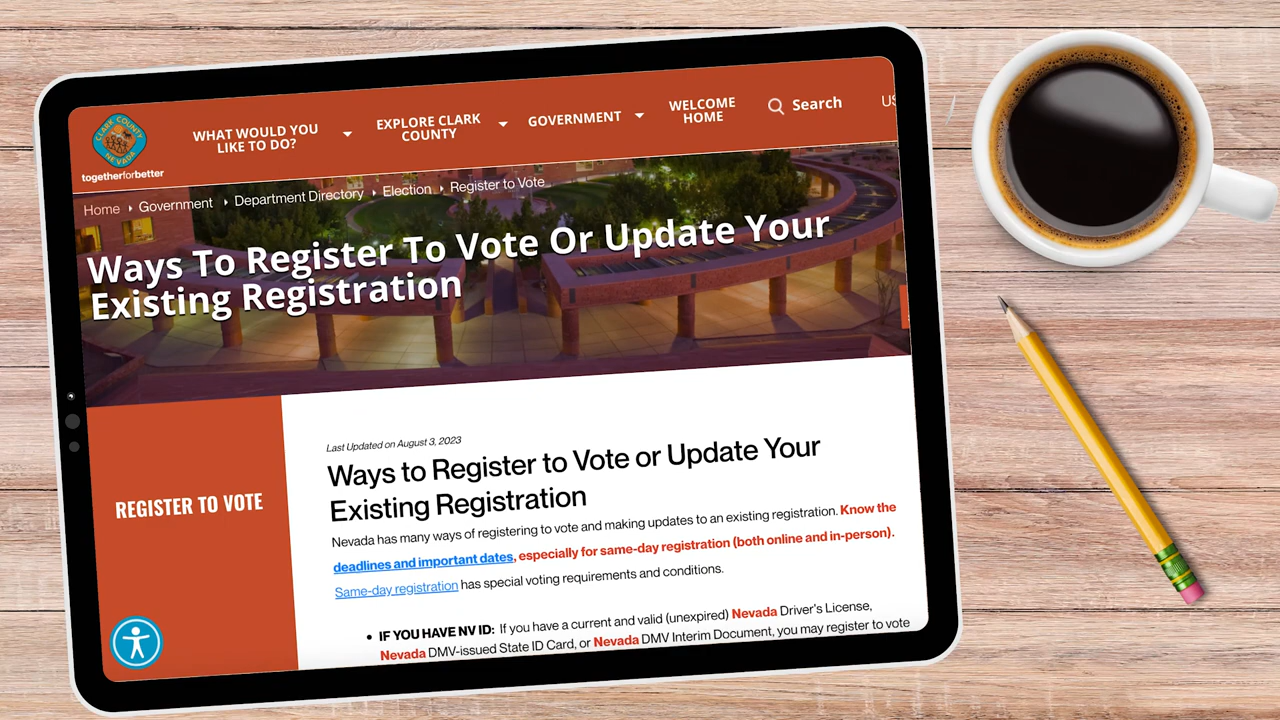 CLARK COUNTY
NEVADA
togetherforbetter
WHAT WOULD YOU
LIKE TO DO?
EXPLORE CLARK
COUNTY
GOVERNMENT
WELCOME
HOME
Search
US
Home Government Department Directory Election Register to Vote
Ways To Register To Vote Or Update Your
Existing Registration
REGISTER TO VOTE
Last Updated on August 3, 2023
Ways to Register to Vote or Update Your
Existing Registration
Nevada has many ways of registering to vote and making updates to an existing registration. Know the
deadlines and important dates, especially for same-day registration (both online and in-person).
Same-day registration has special voting requirements and conditions.
• IF YOU HAVE NV ID: If you have a current and valid (unexpired) Nevada Driver's License,
Nevada DMV-issued State ID Card, or Nevada DMV Interim Document, you may register to vote